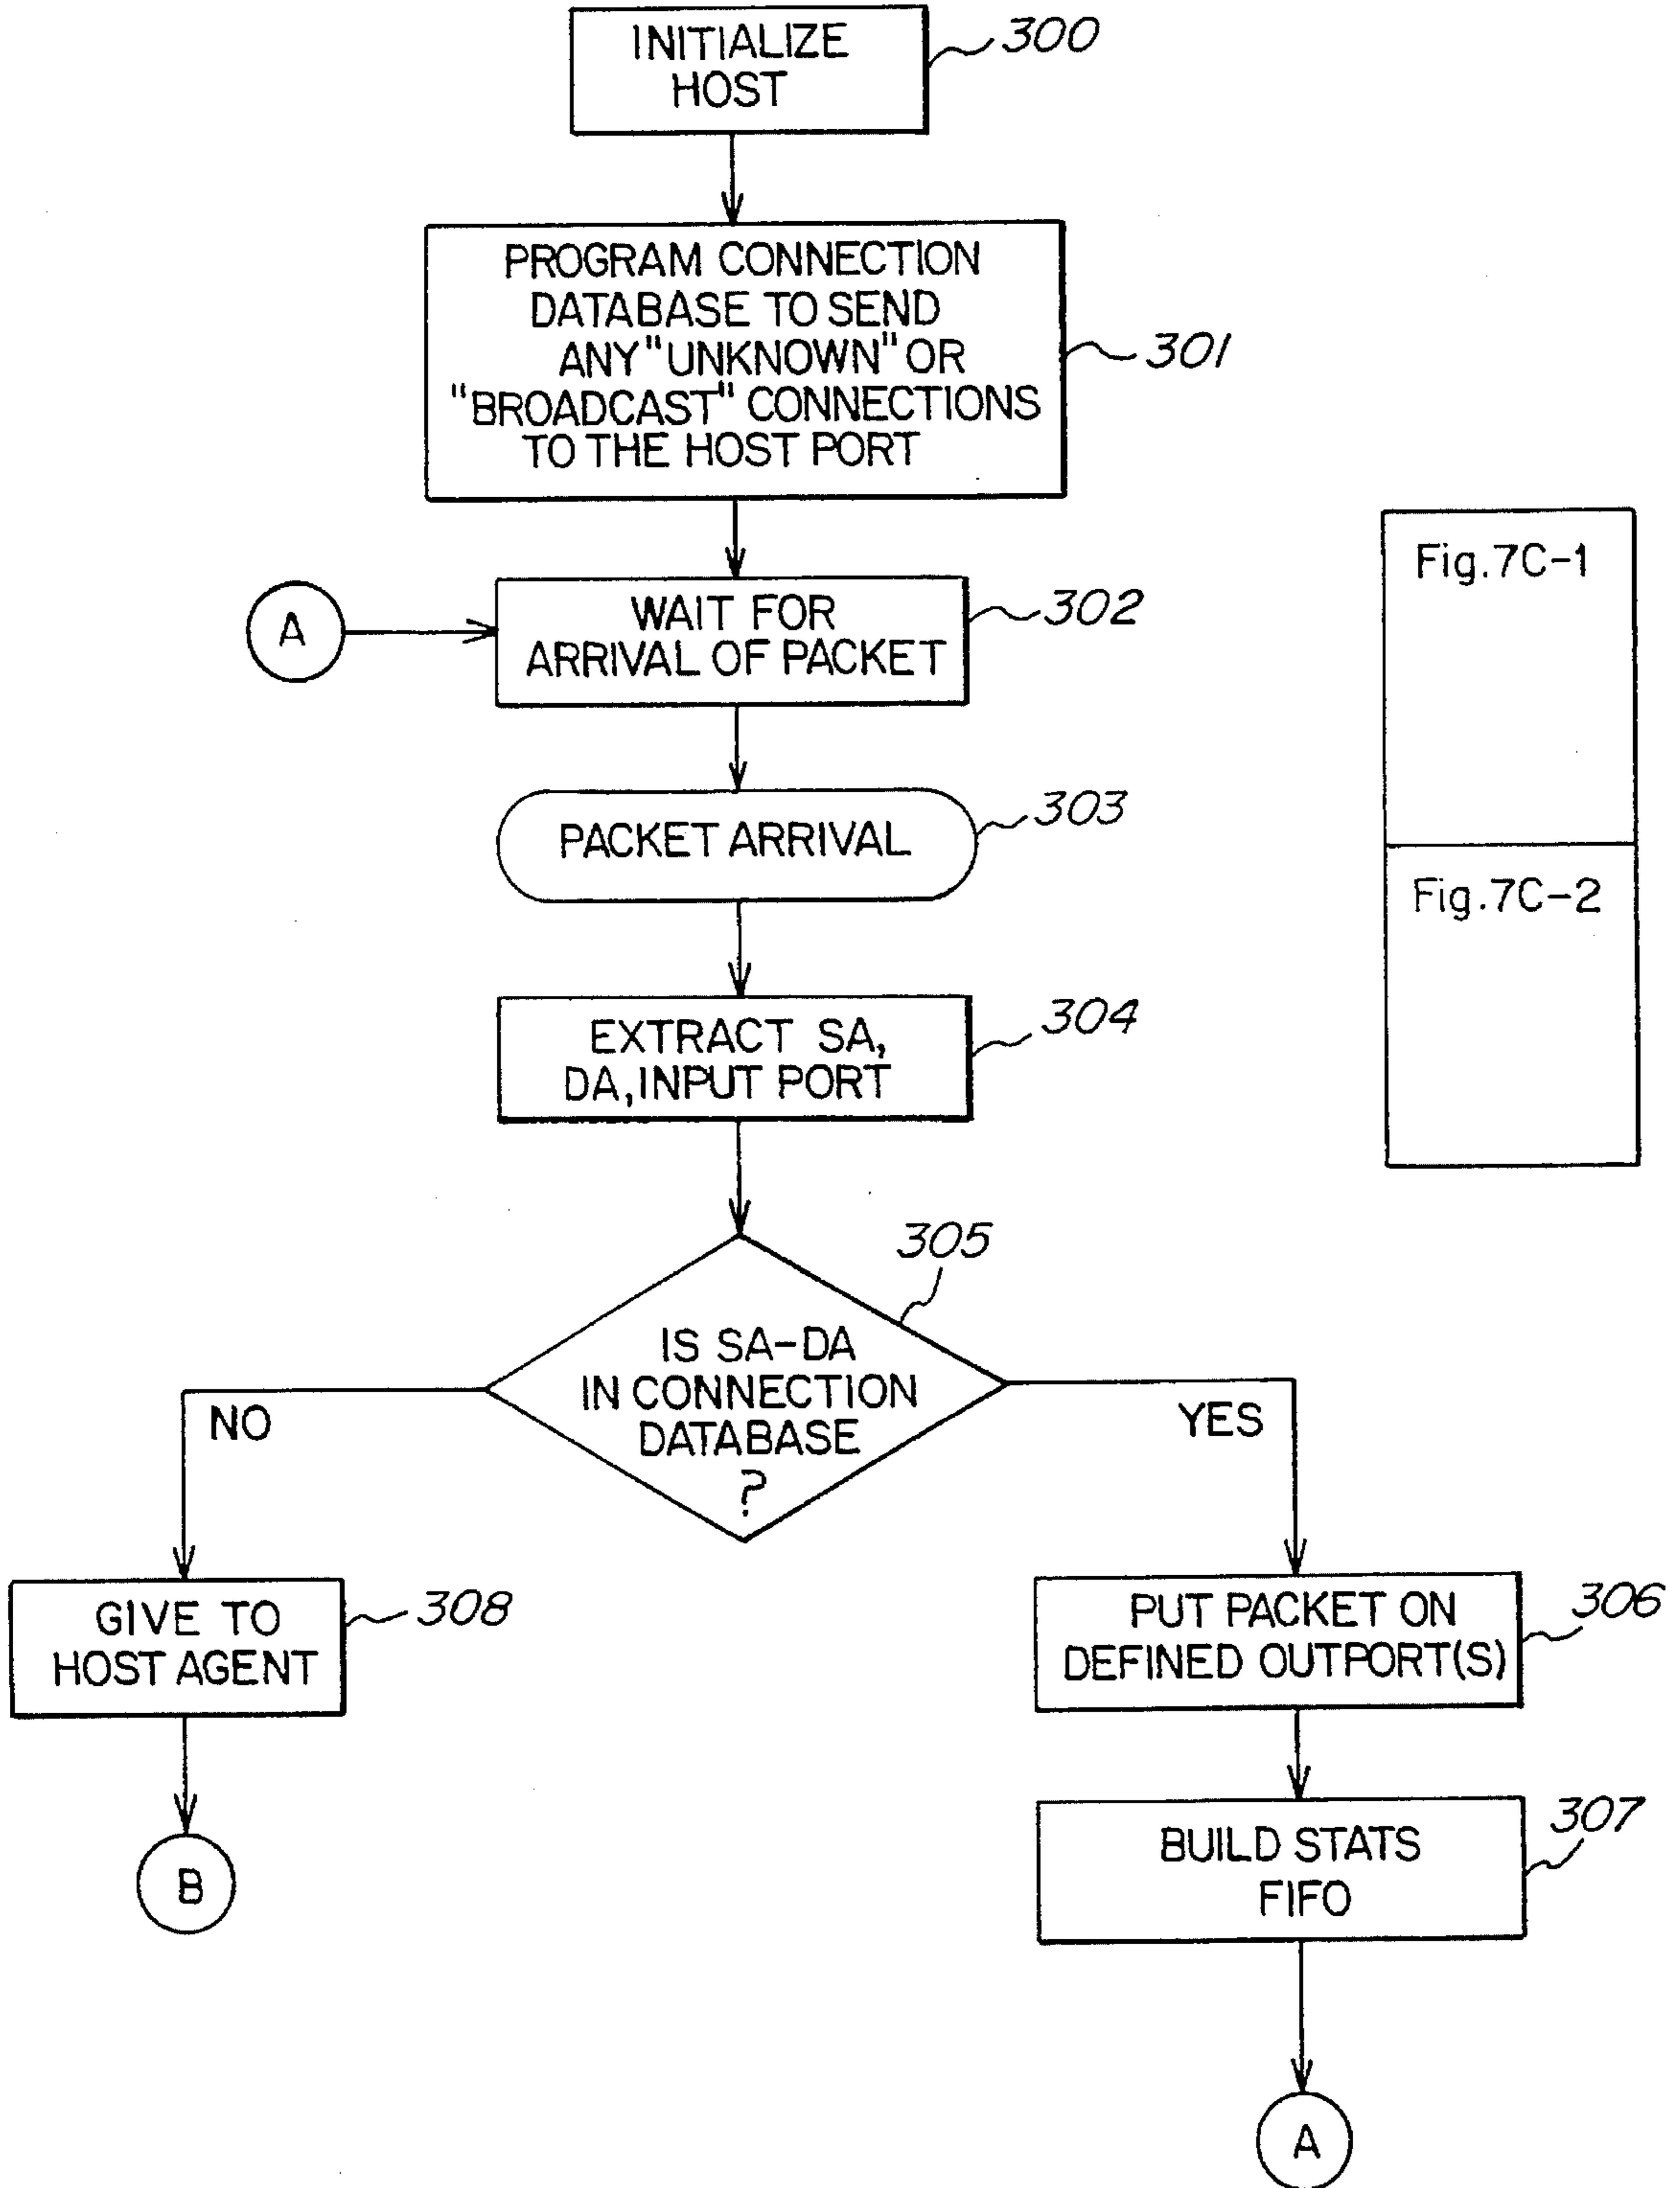 INITIALIZE
HOST
300
PROGRAM CONNECTION
DATABASE TO SEND
ANY "UNKNOWN" OR
"BROADCAST" CONNECTIONS
TO THE HOST PORT
301
Fig.7C-1
A
WAIT FOR
ARRIVAL OF PACKET
302
PACKET ARRIVAL
303
Fig.7C-2
EXTRACT SA,
DA, INPUT PORT
304
305
IS SA-DA
IN CONNECTION
DATABASE
?
NO
YES
GIVE TO
HOST AGENT
308
PUT PACKET ON
DEFINED OUTPORT(S)
306
B
BUILD STATS
FIFO
307
A